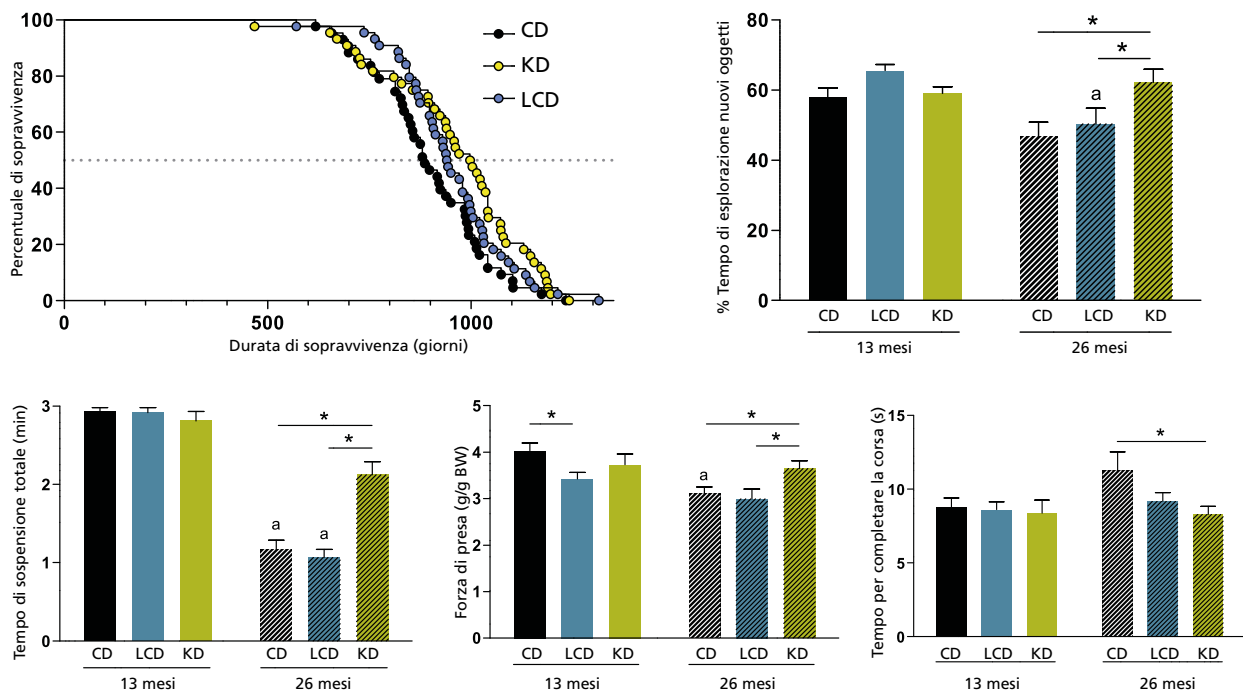 Percentuale di sopravvivenza
100
80
60
40
20
0
CD
KD
LCD
0
500
1000
Durata di sopravvivenza (giorni)
% Tempo di esplorazione nuovi oggetti
80
60
40
20
0
*
*
a
CD LCD KD CD LCD KD
13 mesi 26 mesi
Tempo di sospensione totale (min)
3
2
1
0
*
*
a a
CD LCD KD CD LCD KD
13 mesi 26 mesi
Forza di presa (g/g BW)
5
4
3
2
1
0
* *
*
a
CD LCD KD CD LCD KD
13 mesi 26 mesi
Tempo per completare la corsa (s)
15
10
5
0
*
CD LCD KD CD LCD KD
13 mesi 26 mesi